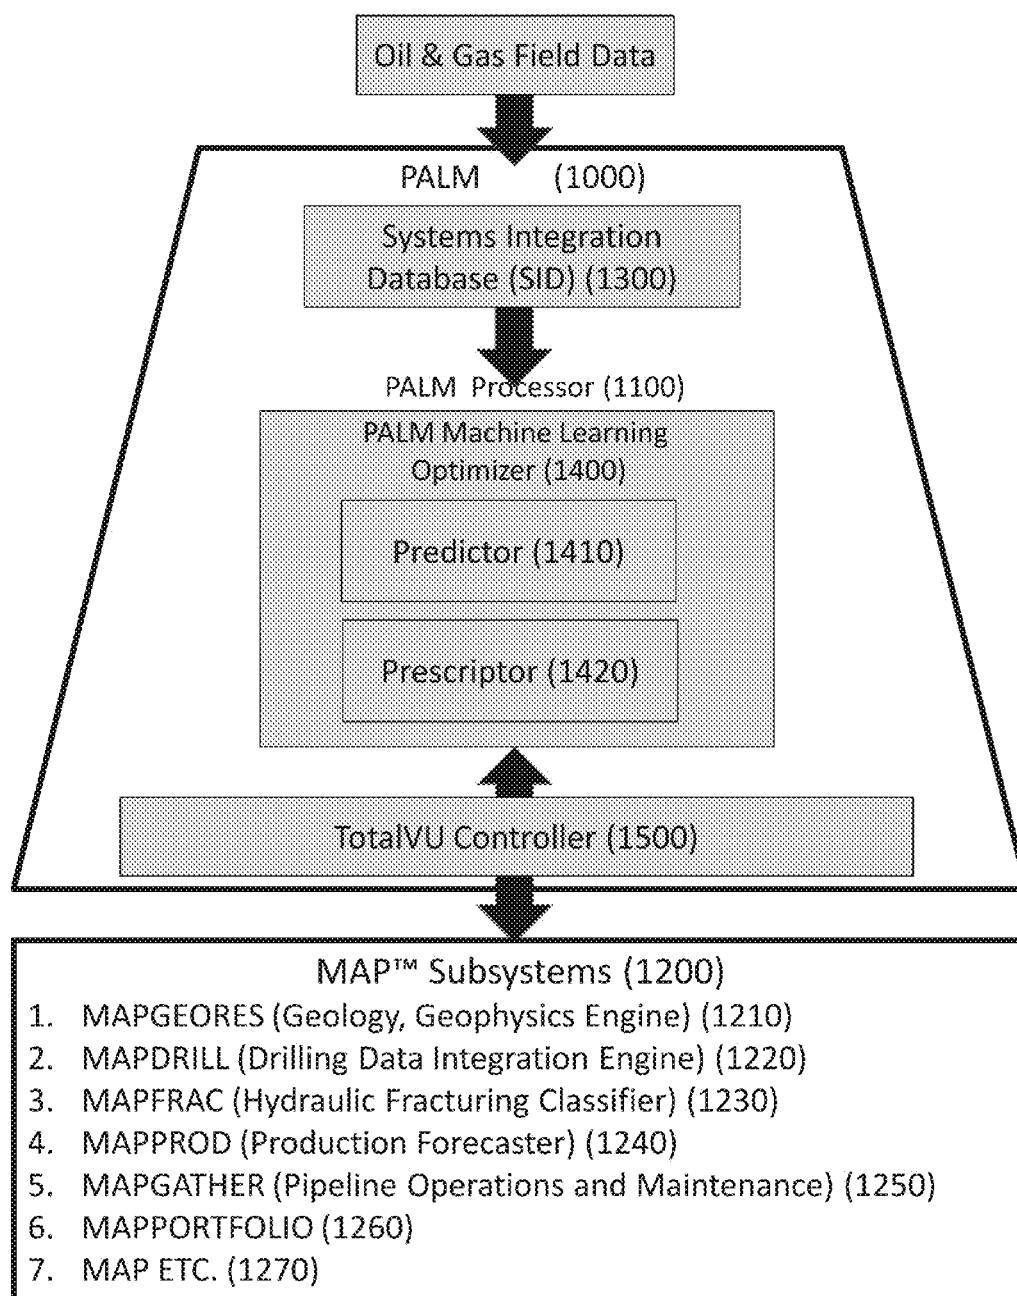 Oil & Gas Field Data
PALM (1000)
Systems Integration
Database (SID) (1300)
PALM Processor (1100)
PALM Machine Learning
Optimizer (1400)
Predictor (1410)
Prescriptor (1420)
TotalVU Controller (1500)
MAP™ Subsystems (1200)
1. MAPGEORES (Geology, Geophysics Engine) (1210)
2. MAPDRILL (Drilling Data Integration Engine) (1220)
3. MAPFRAC (Hydraulic Fracturing Classifier) (1230)
4. MAPPROD (Production Forecaster) (1240)
5. MAPGATHER (Pipeline Operations and Maintenance) (1250)
6. MAPPORTFOLIO (1260)
7. MAP ETC. (1270)